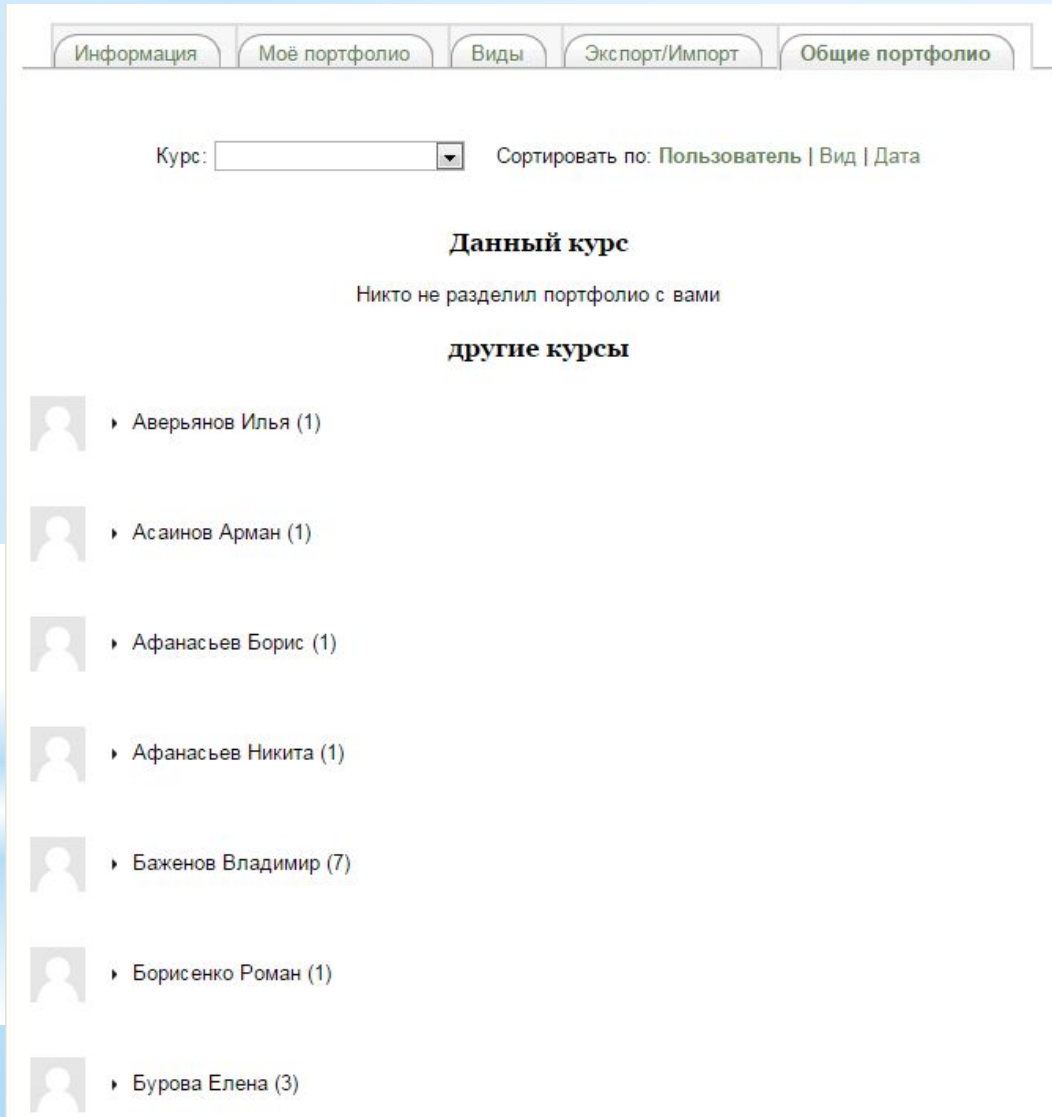 Информация Моё портфолио Виды Экспорт/Импорт Общие портфолио
Курс: Сортировать по: Пользователь | Вид | Дата
Данный курс
Никто не разделил портфолио с вами
другие курсы
Аверьянов Илья (1)
Асаинов Арман (1)
Афанасьев Борис (1)
Афанасьев Никита (1)
Баженов Владимир (7)
Борисенко Роман (1)
Бурова Елена (3)